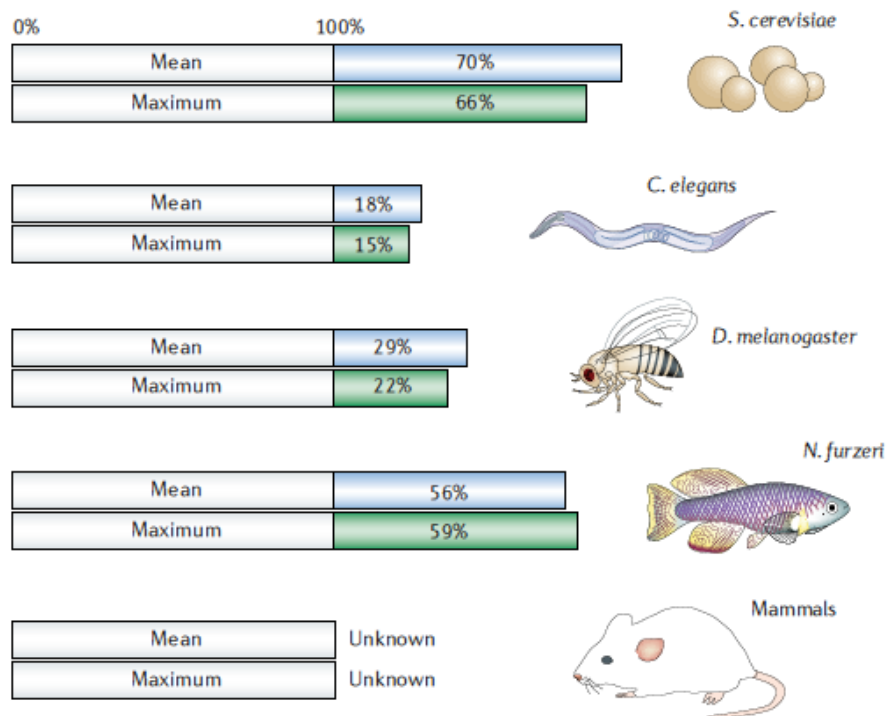 0% 100% S. cerevisiae
Mean 70%
Maximum 66%
C. elegans
Mean 18%
Maximum 15%
D. melanogaster
Mean 29%
Maximum 22%
N. furzeri
Mean 56%
Maximum 59%
Mammals
Mean Unknown
Maximum Unknown